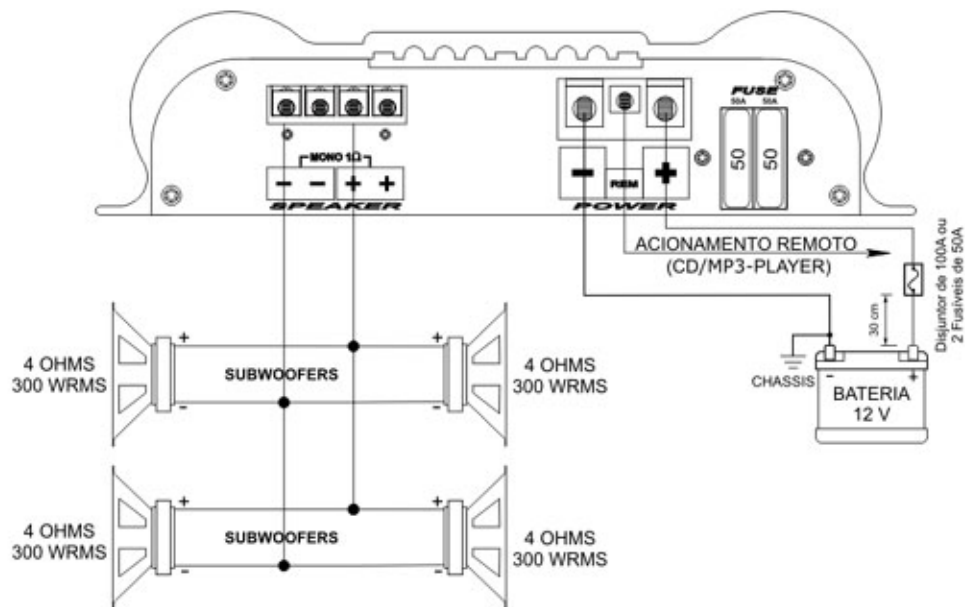 FUSE
50A 50A
50 50
MONO 1Ω
- - + +
SPEAKER
- REM +
POWER
ACIONAMENTO REMOTO
(CD/MP3-PLAYER)
Disjuntor de 100A ou
2 Fusíveis de 50A
30 cm
CHASSIS
- +
BATERIA
12 V
+ +
4 OHMS
300 WRMS
SUBWOOFERS
4 OHMS
300 WRMS
- -
+ +
4 OHMS
300 WRMS
SUBWOOFERS
4 OHMS
300 WRMS
- -